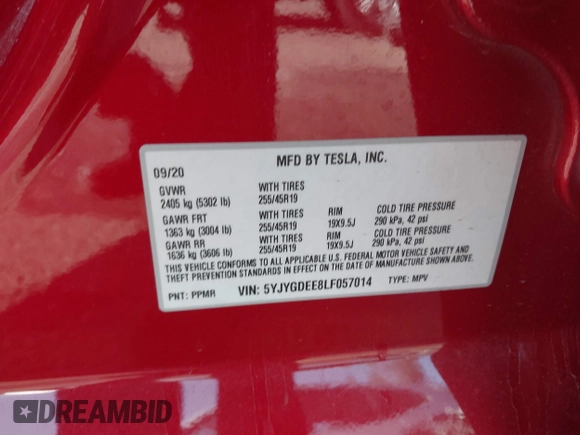 MFD BY TESLA, INC.
09/20
GVWR WITH TIRES
2405 kg (5302 lb) 255/45R19
GAWR FRT WITH TIRES RIM COLD TIRE PRESSURE
1363 kg (3004 lb) 255/45R19 19X9.5J 290 kPa, 42 psi
GAWR RR WITH TIRES RIM COLD TIRE PRESSURE
1636 kg (3606 lb) 255/45R19 19X9.5J 290 kPa, 42 psi
THIS VEHICLE CONFORMS TO ALL APPLICABLE U.S. FEDERAL MOTOR VEHICLE SAFETY AND
THEFT PREVENTION STANDARDS IN EFFECT ON THE DATE OF MANUFACTURE SHOWN ABOVE.
PNT: PPMR VIN: 5YJYGDEE8LF057014 TYPE: MPV
DREAMBID